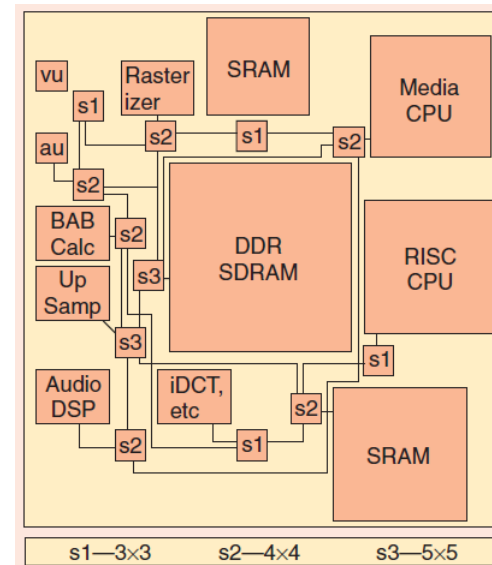 vu
Raster
izer
SRAM
Media
CPU
s1
s2
s1
s2
au
s2
BAB
Calc
s2
DDR
SDRAM
RISC
CPU
s3
Up
Samp
s3
s1
Audio
DSP
iDCT,
etc
s2
s2
s1
SRAM
s1—3×3 s2—4×4 s3—5×5